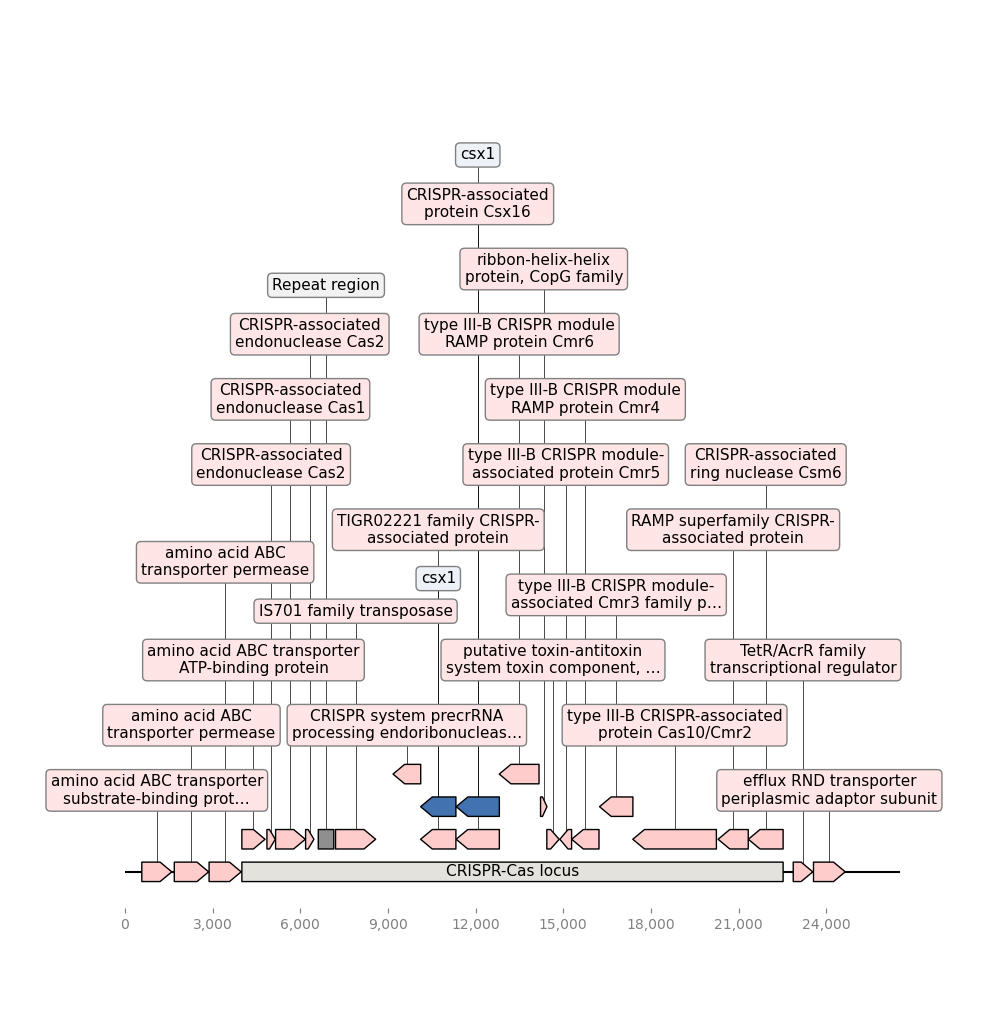 csx1
CRISPR-associated
protein Csx16
ribbon-helix-helix
protein, CopG family
Repeat region
CRISPR-associated
endonuclease Cas2
type III-B CRISPR module
RAMP protein Cmr6
CRISPR-associated
endonuclease Cas1
type III-B CRISPR module
RAMP protein Cmr4
CRISPR-associated
endonuclease Cas2
type III-B CRISPR module-
associated protein Cmr5
CRISPR-associated
ring nuclease Csm6
TIGR02221 family CRISPR-
associated protein
RAMP superfamily CRISPR-
associated protein
amino acid ABC
transporter permease
csx1
type III-B CRISPR module-
associated Cmr3 family p…
IS701 family transposase
amino acid ABC transporter
ATP-binding protein
putative toxin-antitoxin
system toxin component, …
TetR/AcrR family
transcriptional regulator
amino acid ABC
transporter permease
CRISPR system precrRNA
processing endoribonucleas…
type III-B CRISPR-associated
protein Cas10/Cmr2
amino acid ABC transporter
substrate-binding prot…
efflux RND transporter
periplasmic adaptor subunit
CRISPR-Cas locus
0 3,000 6,000 9,000 12,000 15,000 18,000 21,000 24,000